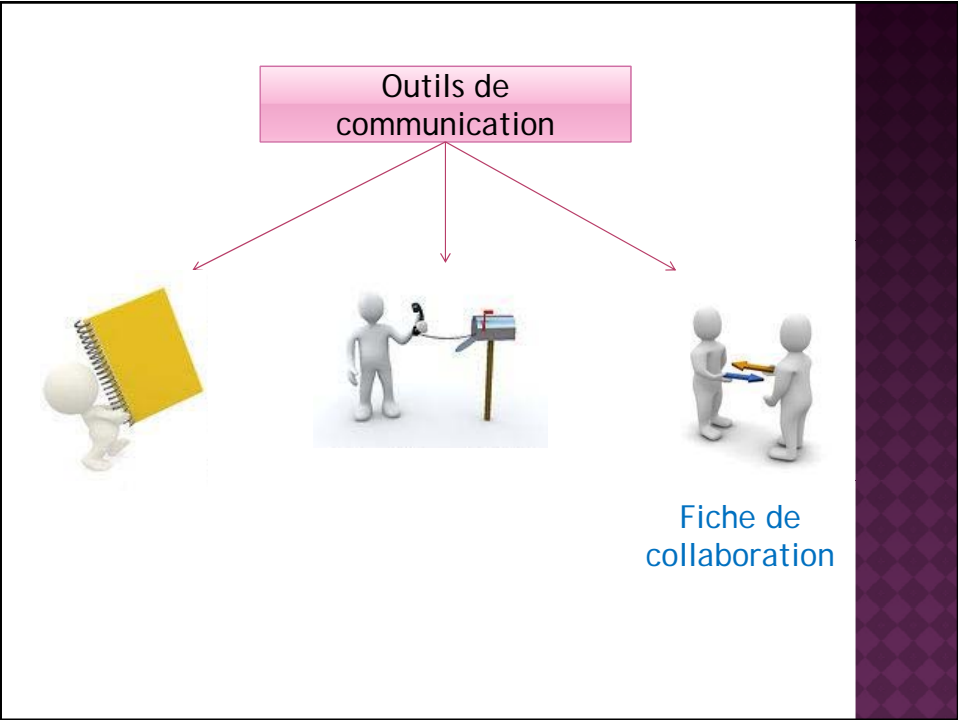 Outils de
communication
Fiche de
collaboration